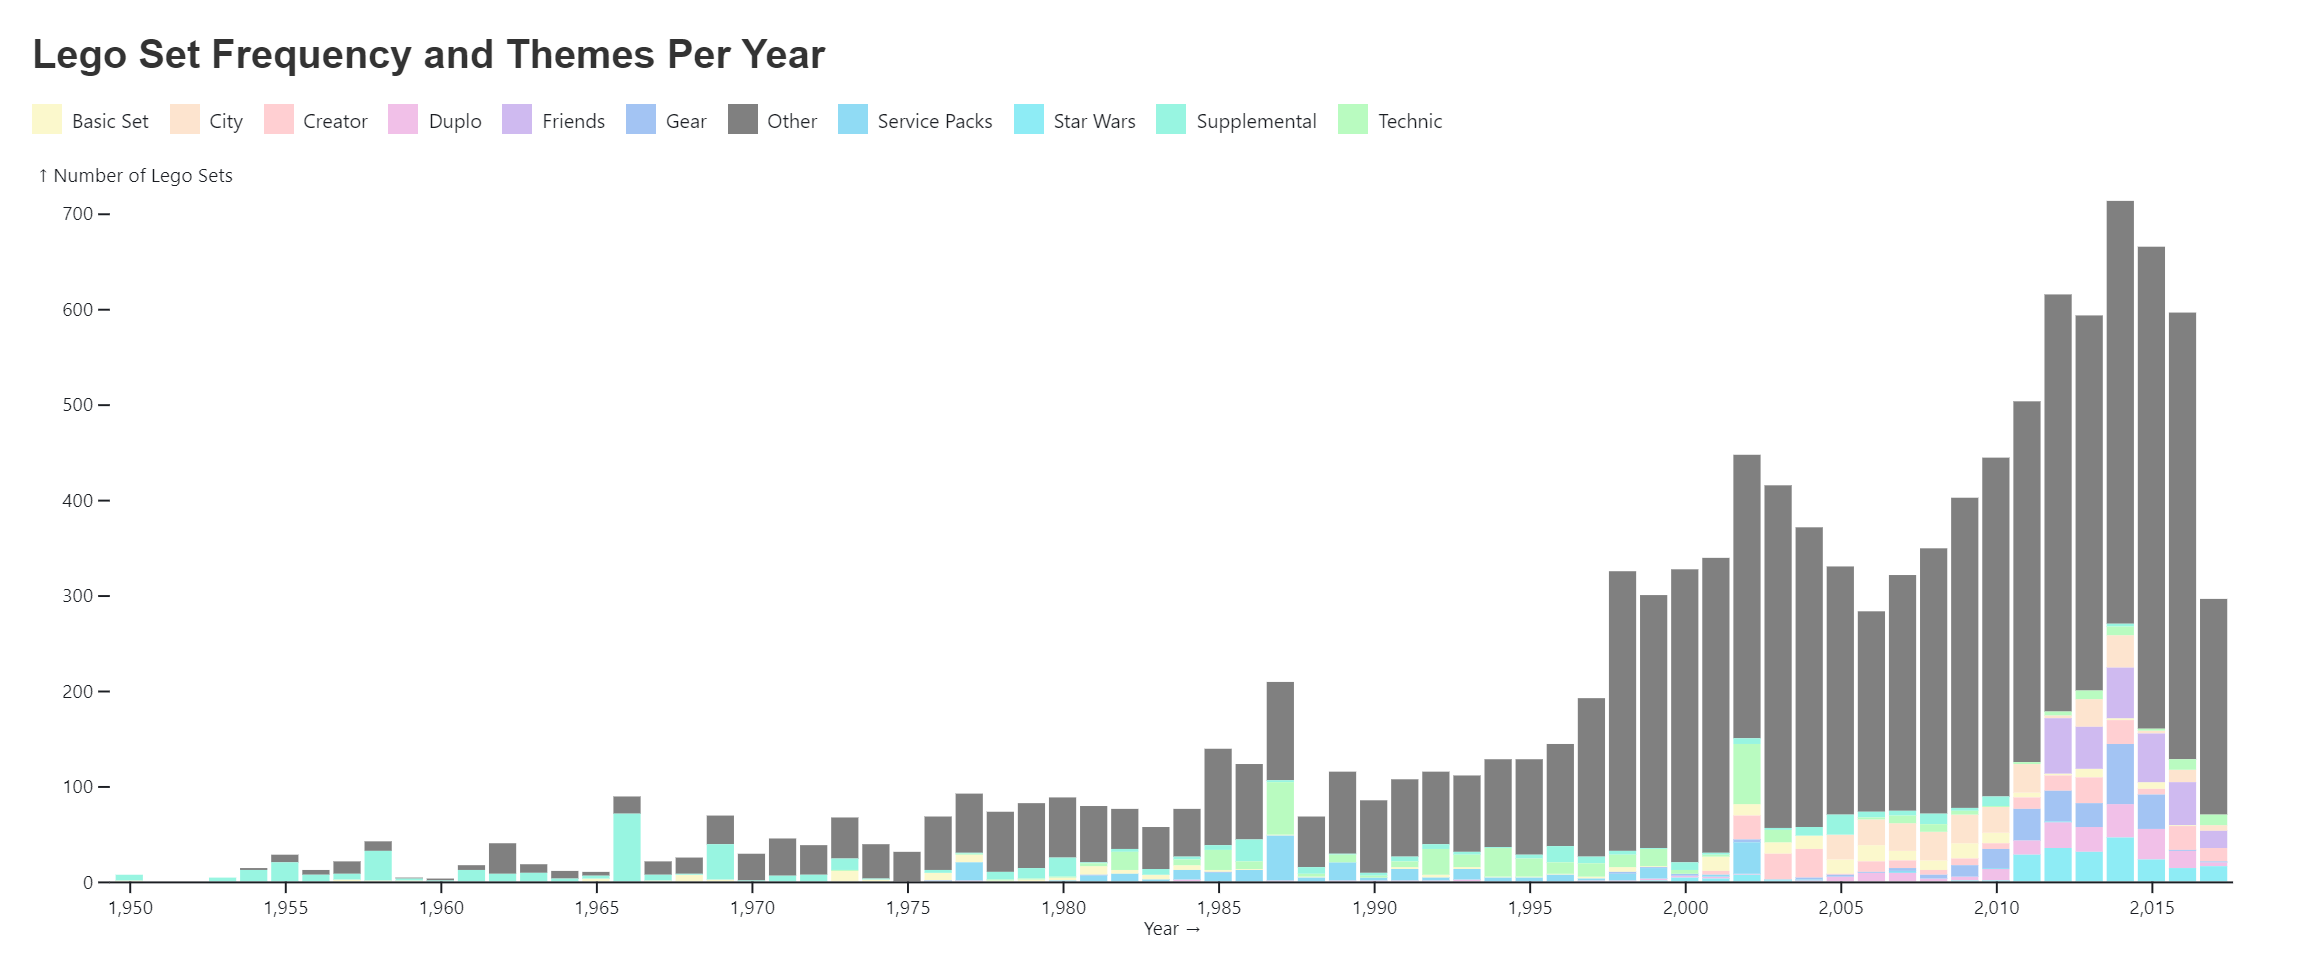 Lego Set Frequency and Themes Per Year
Basic Set City Creator Duplo Friends Gear Other Service Packs Star Wars Supplemental Technic
↑ Number of Lego Sets
700
600
500
400
300
200
100
0
1,950 1,955 1,960 1,965 1,970 1,975 1,980 1,985 1,990 1,995 2,000 2,005 2,010 2,015
Year →